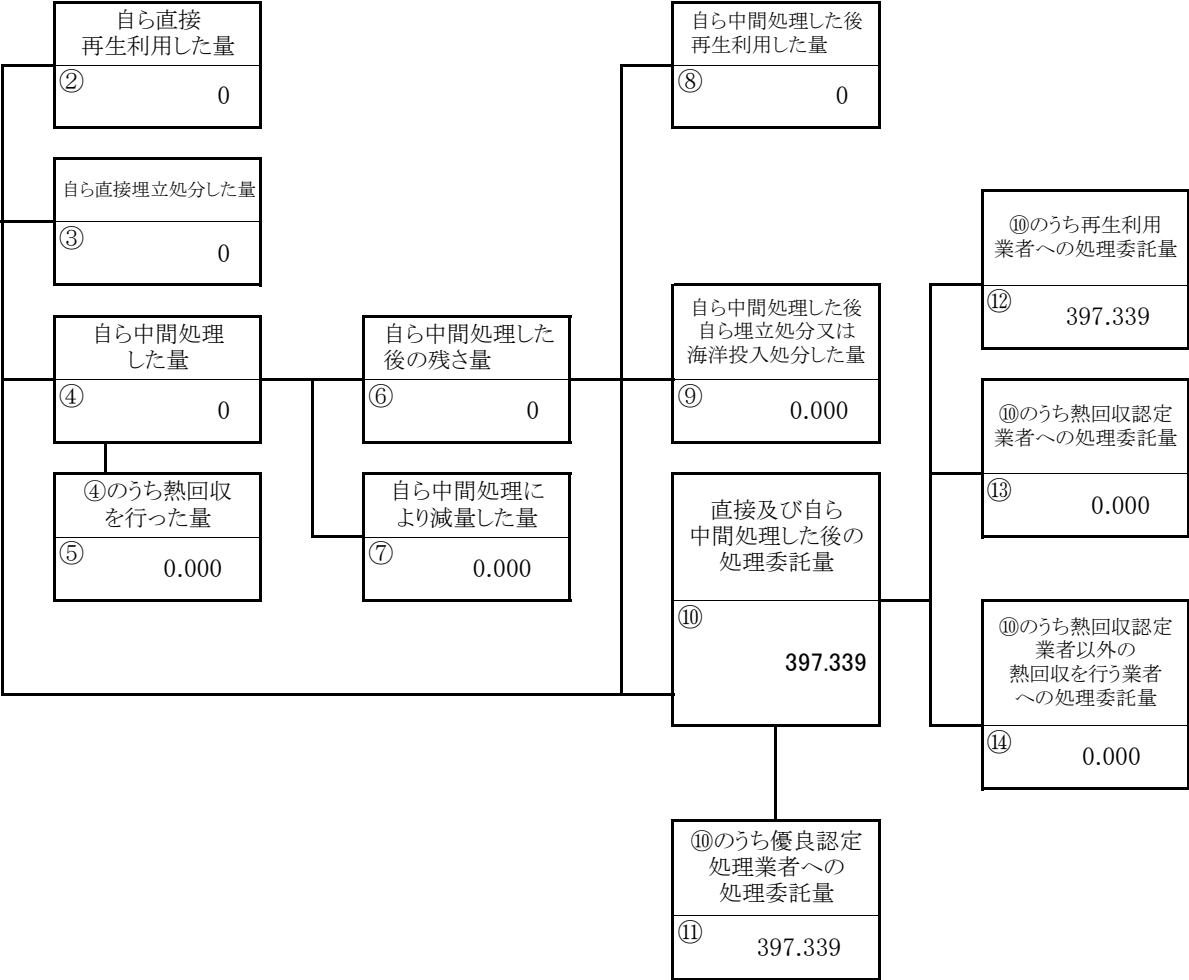 自ら直接
再生利用した量
②
0
自ら直接埋立処分した量
③
0
自ら中間処理
した量
④
0
④のうち熱回収
を行った量
⑤
0.000
自ら中間処理した
後の残さ量
⑥
0
自ら中間処理に
より減量した量
⑦
0.000
自ら中間処理した後
再生利用した量
⑧
0
自ら中間処理した後
自ら埋立処分又は
海洋投入処分した量
⑨
0.000
直接及び自ら
中間処理した後の
処理委託量
⑩
397.339
⑩のうち優良認定
処理業者への
処理委託量
⑪
397.339
⑩のうち再生利用
業者への処理委託量
⑫
397.339
⑩のうち熱回収認定
業者への処理委託量
⑬
0.000
⑩のうち熱回収認定
業者以外の
熱回収を行う業者
への処理委託量
⑭
0.000